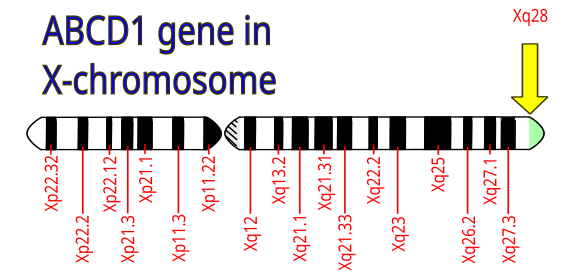 ABCD1 gene in
X-chromosome
Xq28
Xp22.32
Xp22.2
Xp22.12
Xp21.3
Xp21.1
Xp11.3
Xp11.22
Xq12
Xq13.2
Xq21.1
Xq21.31
Xq21.33
Xq22.2
Xq23
Xq25
Xq26.2
Xq27.1
Xq27.3